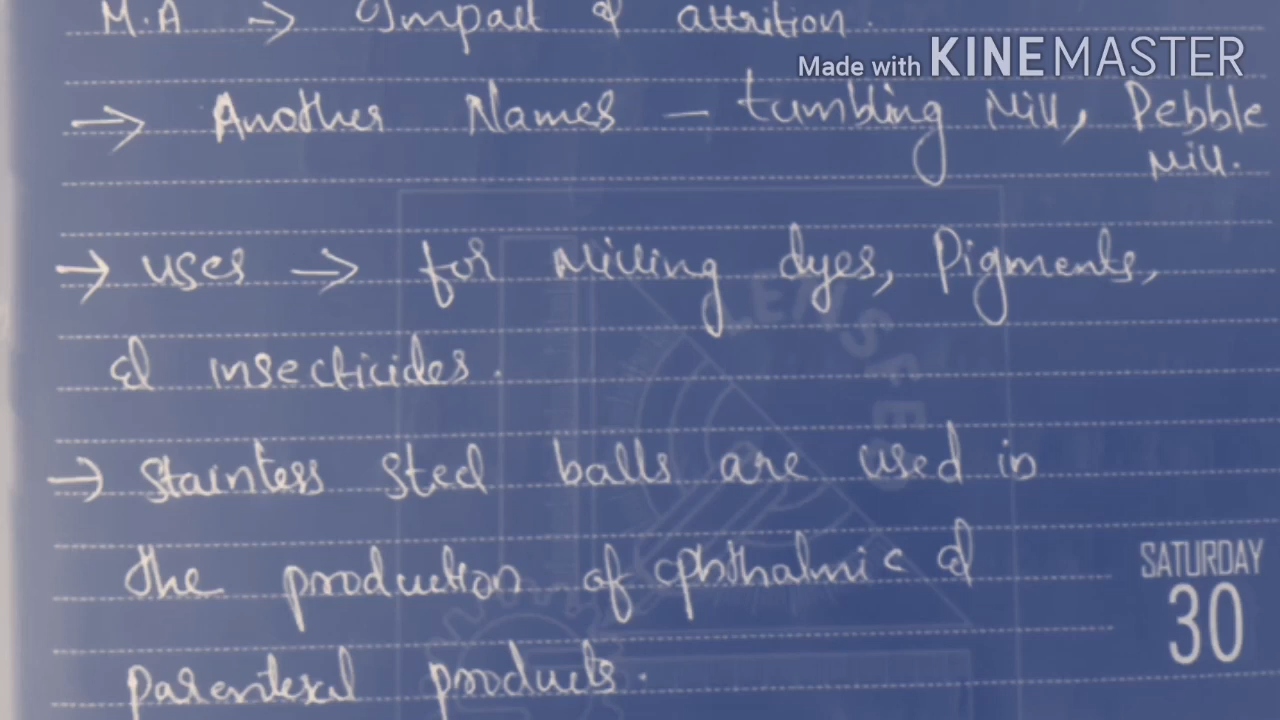 M.A → Impact & attrition.
Made with KINEMASTER
→ Another Names — tumbling Mill, Pebble
Mill.
→ uses → for Milling dyes, Pigments,
& insecticides.
LENSFED
→ Stainless steel balls are used in
the production of ophthalmic &
SATURDAY
30
parenteral products.